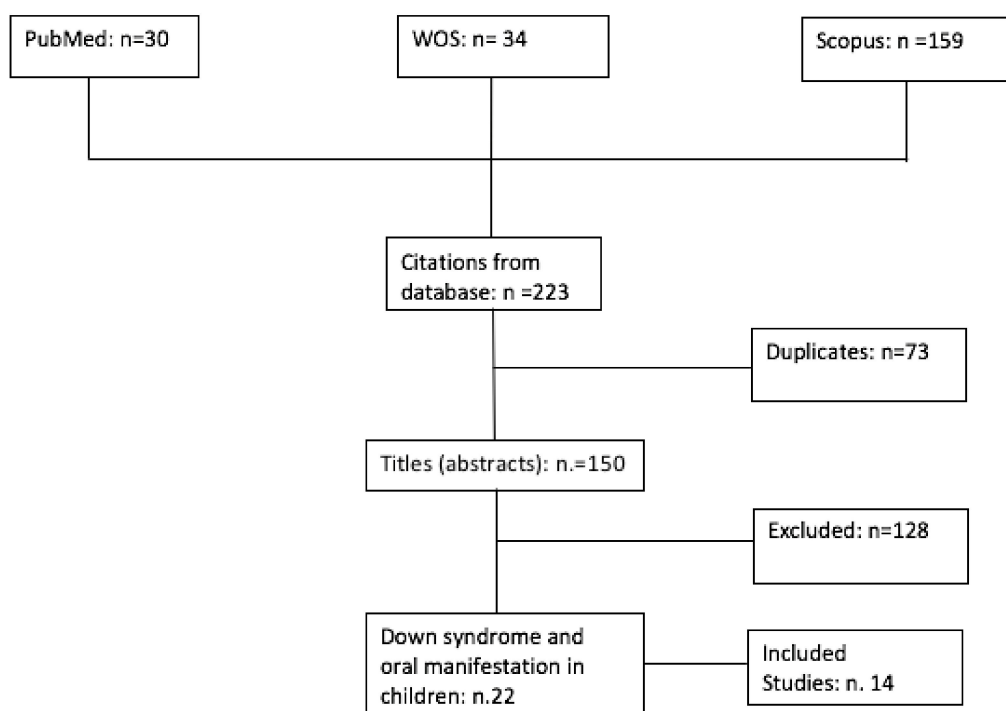 PubMed: n=30
WOS: n= 34
Scopus: n =159
Citations from
database: n =223
Duplicates: n=73
Titles (abstracts): n.=150
Excluded: n=128
Down syndrome and
oral manifestation in
children: n.22
Included
Studies: n. 14